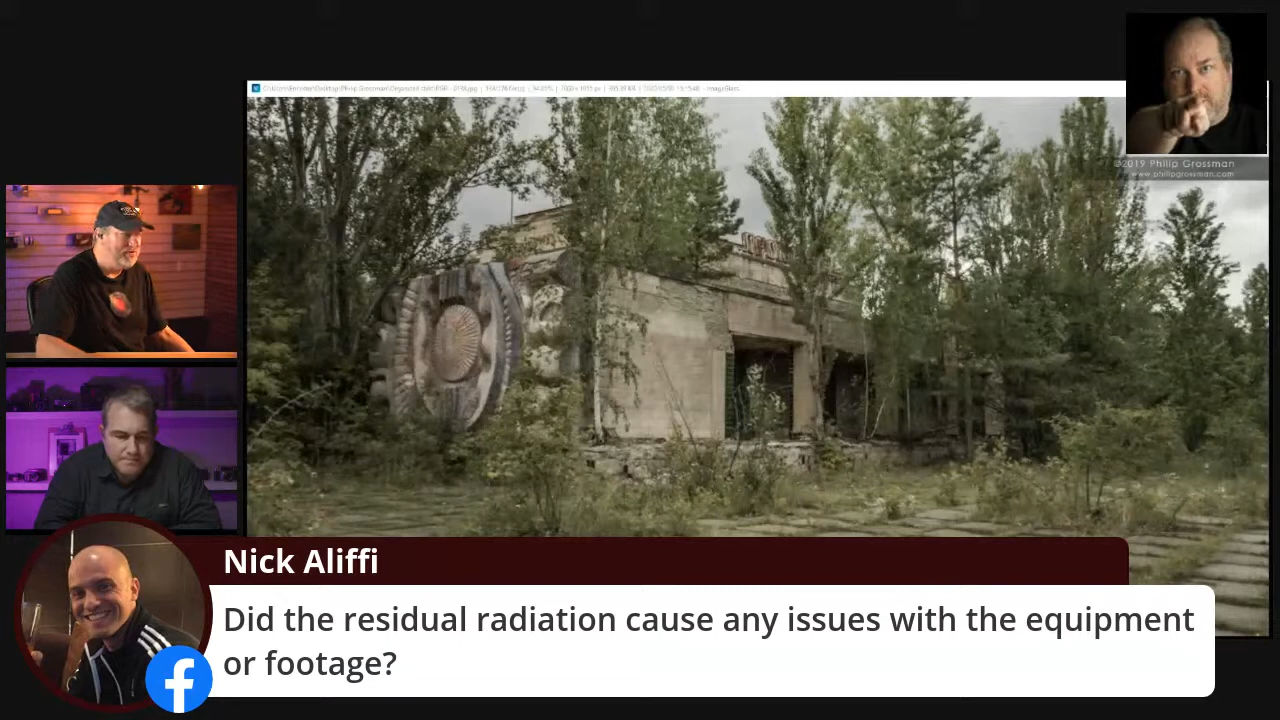 ©2019 Philip Grossman
www.philipgrossman.com
Nick Aliffi
Did the residual radiation cause any issues with the equipment
or footage?